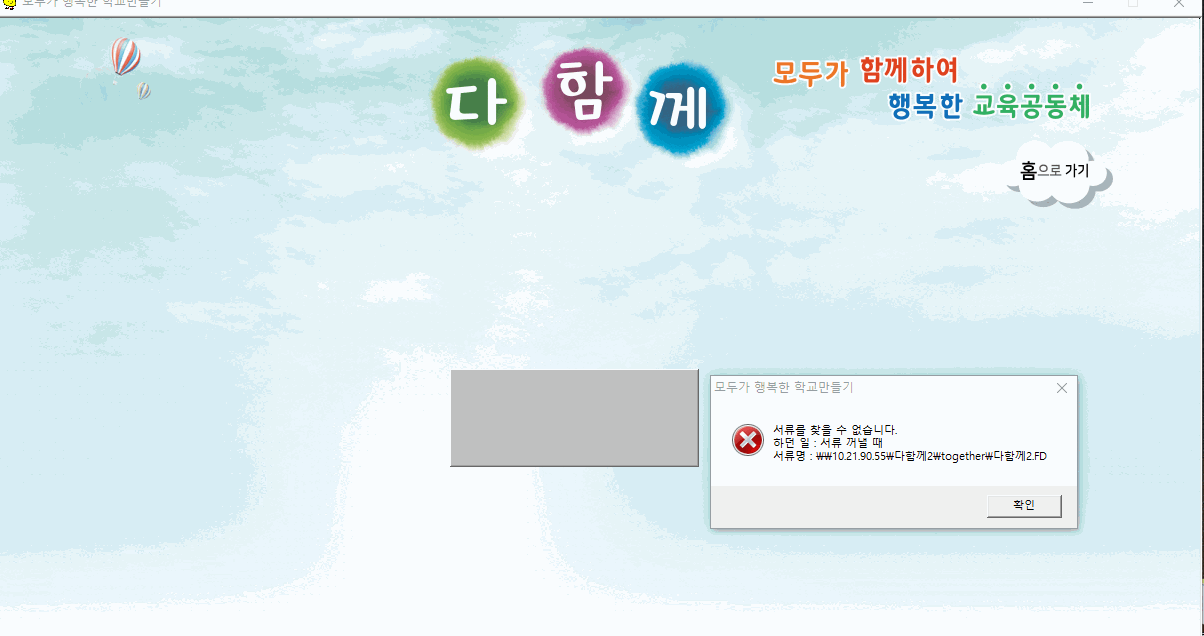 모두가 행복한 학교만들기
다함께
모두가 함께하여
행복한 교육공동체
홈으로 가기
모두가 행복한 학교만들기
서류를 찾을 수 없습니다.
하던 일 : 서류 꺼낼 때
서류명 : ₩₩10.21.90.55₩다함께2₩together₩다함께2.FD
확인